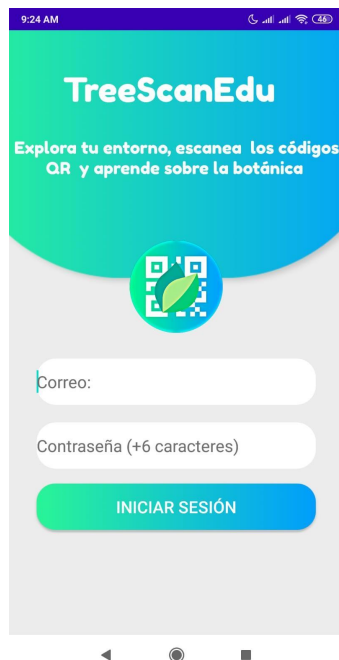 9:24 AM
46
TreeScanEdu
Explora tu entorno, escanea los códigos
QR y aprende sobre la botánica
Correo:
Contraseña (+6 caracteres)
INICIAR SESIÓN